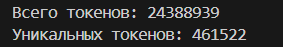 Всего токенов: 24388939
Уникальных токенов: 461522